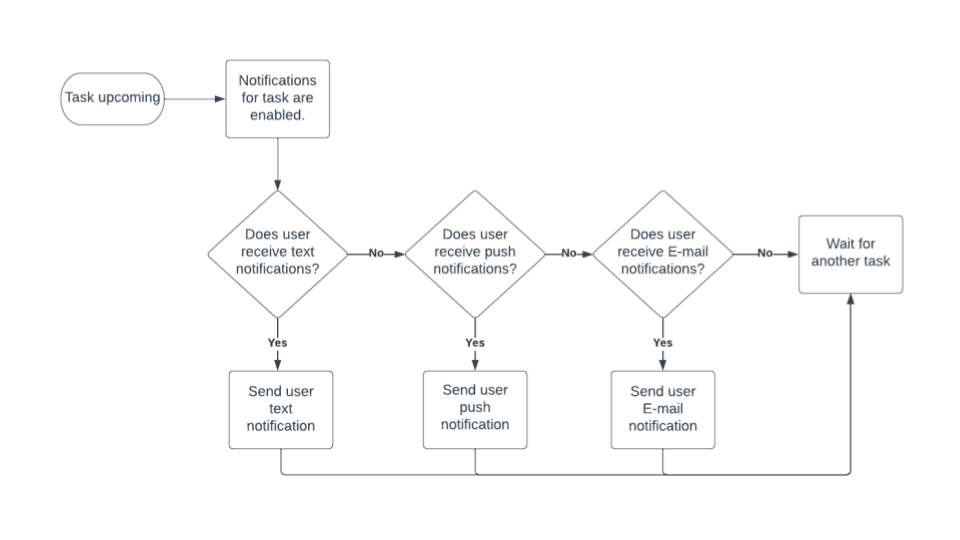 Task upcoming
Notifications
for task are
enabled.
Does user
receive text
notifications?
No
Does user
receive push
notifications?
No
Does user
receive E-mail
notifications?
No
Wait for
another task
Yes
Yes
Yes
Send user
text
notification
Send user
push
notification
Send user
E-mail
notification